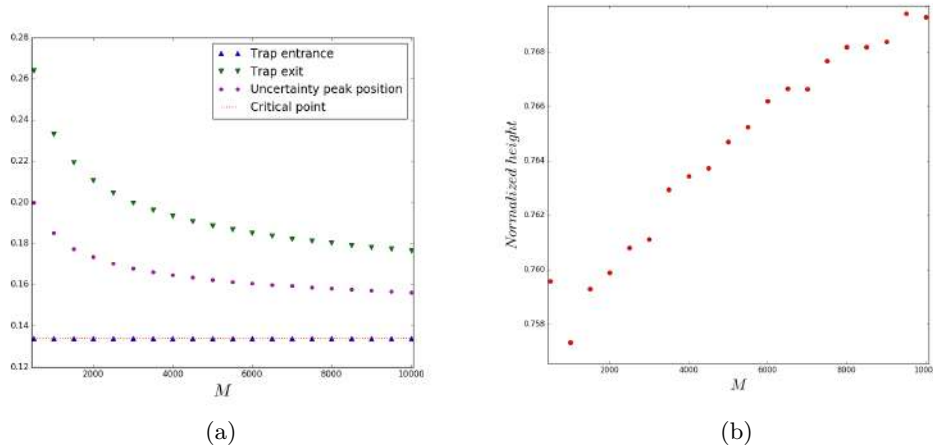 0.28
0.26
0.24
0.22
0.20
0.18
0.16
0.14
0.12
Trap entrance
Trap exit
Uncertainty peak position
Critical point
2000 4000 6000 8000 10000
M
(a)
0.768
0.766
0.764
0.762
0.760
0.758
Normalized height
2000 4000 6000 8000 1000
M
(b)